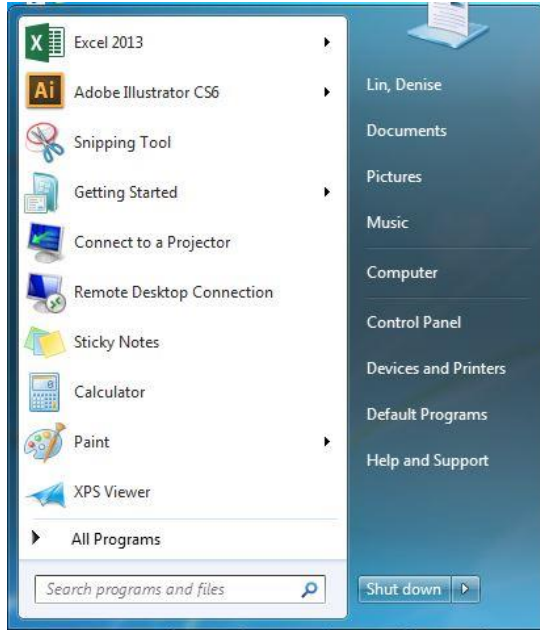 Excel 2013
Adobe Illustrator CS6
Snipping Tool
Getting Started
Connect to a Projector
Remote Desktop Connection
Sticky Notes
Calculator
Paint
XPS Viewer
All Programs
Search programs and files
Lin, Denise
Documents
Pictures
Music
Computer
Control Panel
Devices and Printers
Default Programs
Help and Support
Shut down